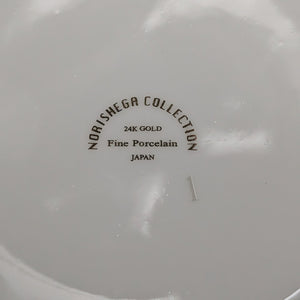 NORISHEGA COLLECTION
24K GOLD
Fine Porcelain
JAPAN